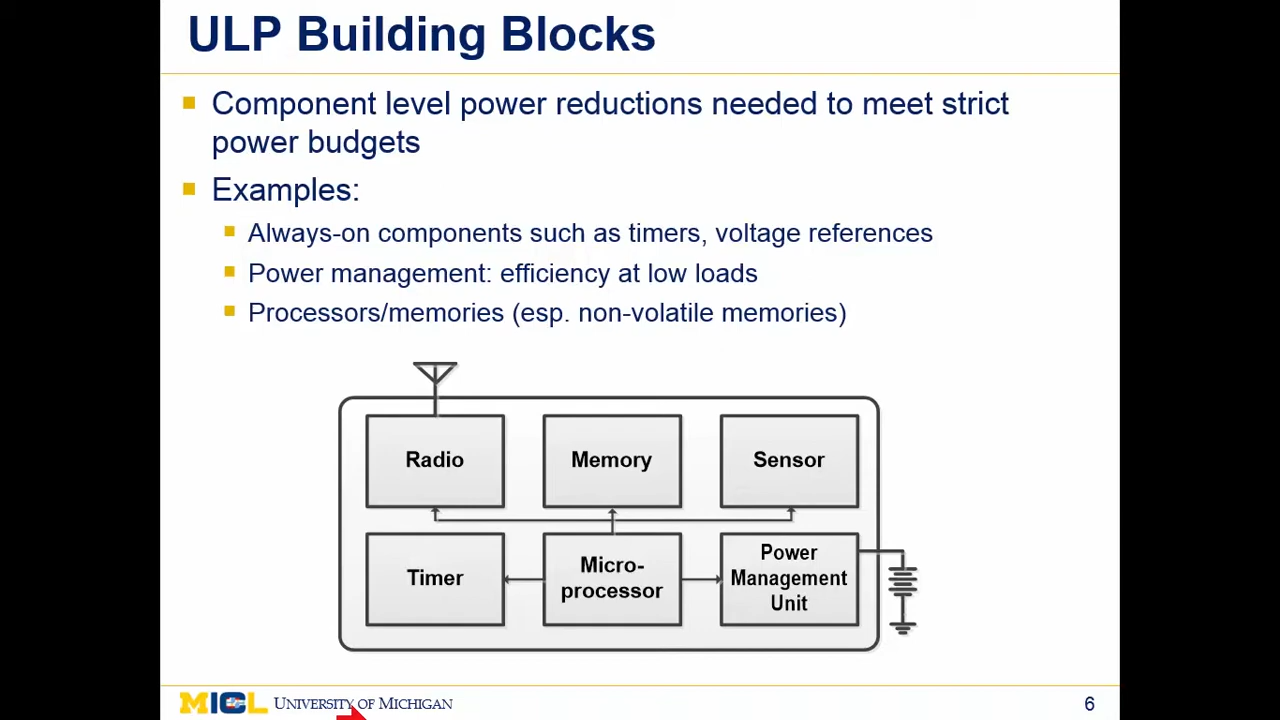 ULP Building Blocks
Component level power reductions needed to meet strict
power budgets
Examples:
Always-on components such as timers, voltage references
Power management: efficiency at low loads
Processors/memories (esp. non-volatile memories)
Radio
Memory
Sensor
Timer
Micro-
processor
Power
Management
Unit
MICL UNIVERSITY OF MICHIGAN
6